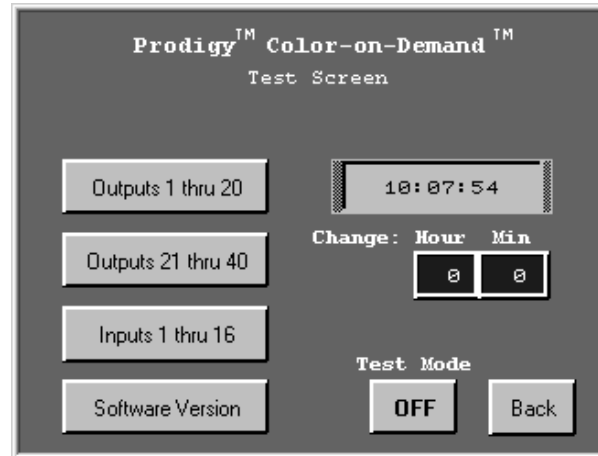 Prodigy™ Color-on-Demand™
Test Screen
Outputs 1 thru 20
10:07:54
Change: Hour Min
Outputs 21 thru 40
0 0
Inputs 1 thru 16
Test Mode
Software Version
OFF
Back